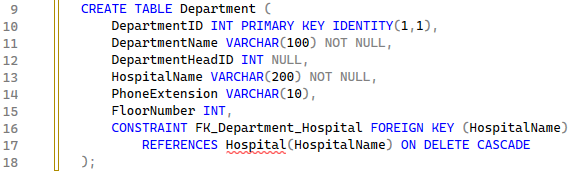 9 CREATE TABLE Department (
10 DepartmentID INT PRIMARY KEY IDENTITY(1,1),
11 DepartmentName VARCHAR(100) NOT NULL,
12 DepartmentHeadID INT NULL,
13 HospitalName VARCHAR(200) NOT NULL,
14 PhoneExtension VARCHAR(10),
15 FloorNumber INT,
16 CONSTRAINT FK_Department_Hospital FOREIGN KEY (HospitalName)
17 REFERENCES Hospital(HospitalName) ON DELETE CASCADE
18 );